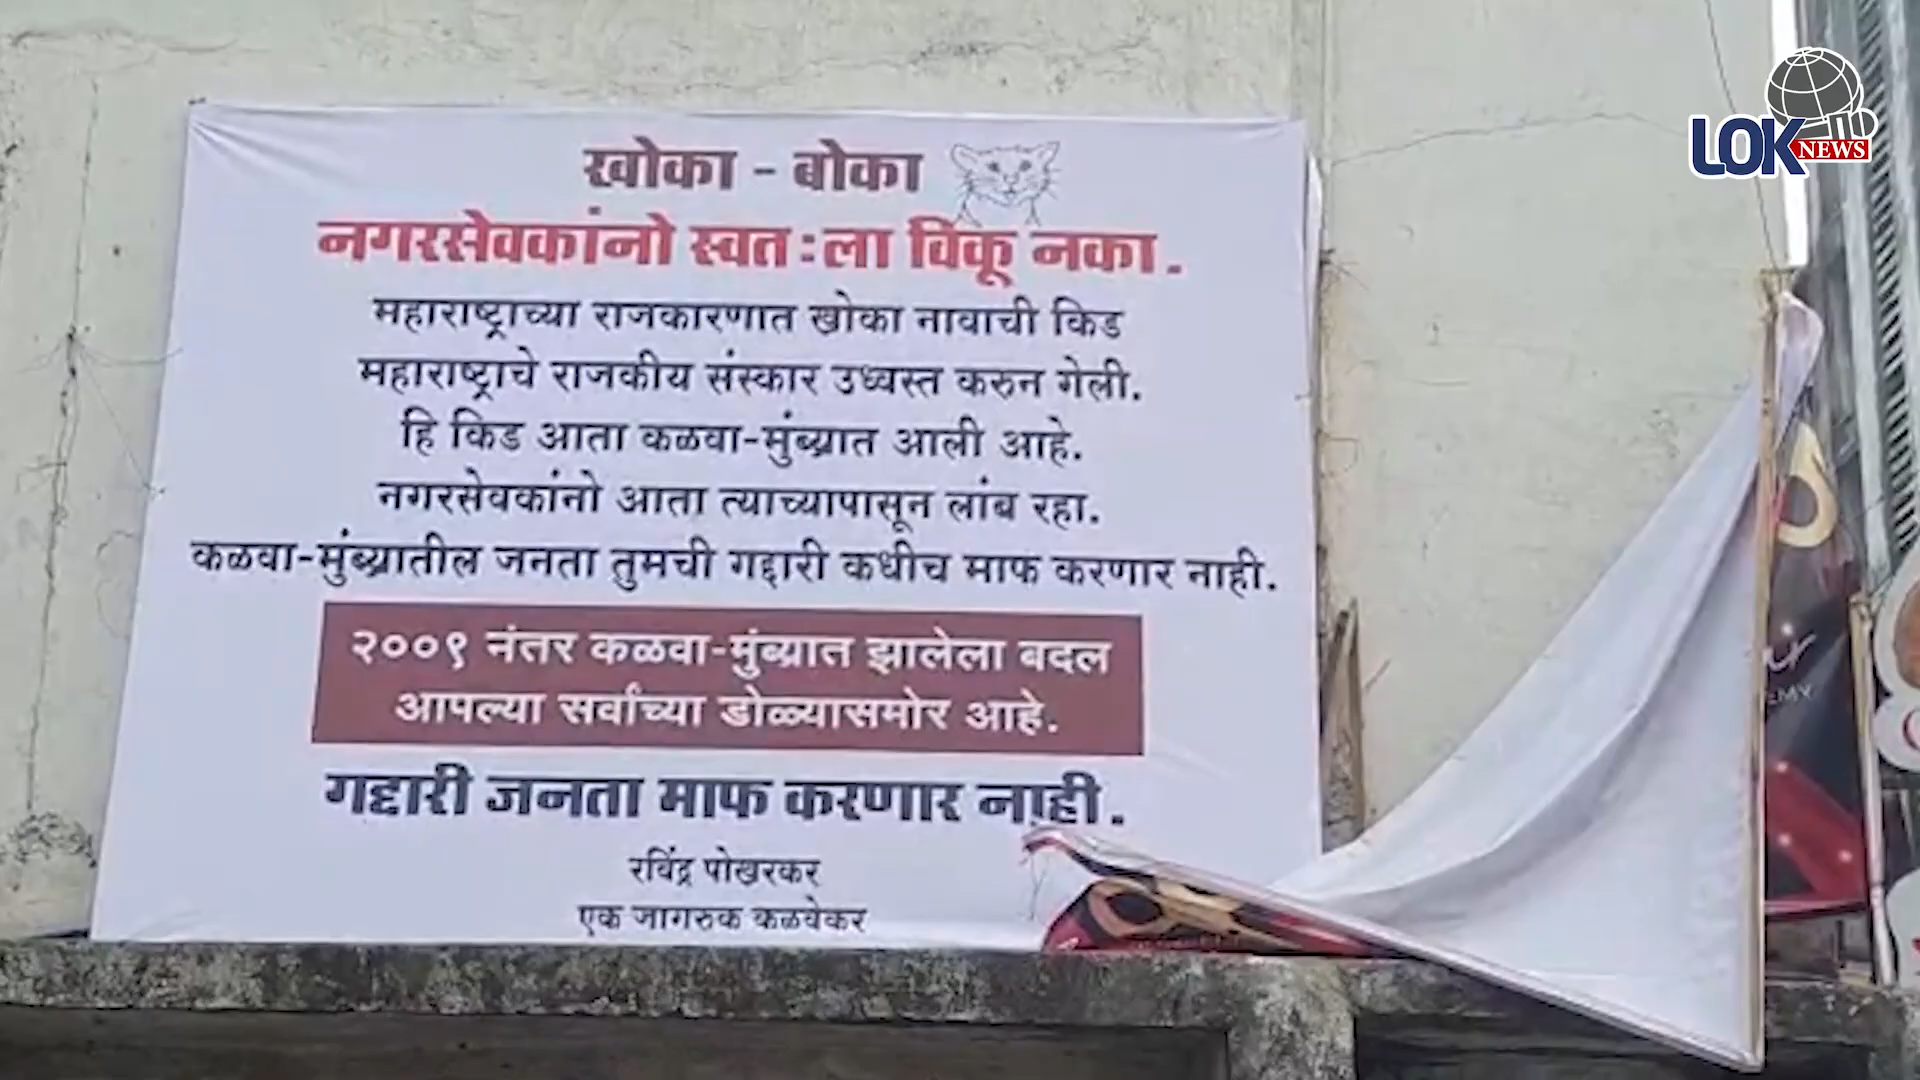 खोका - बोका
नगरसेवकांनो स्वतःला विकू नका.
महाराष्ट्राच्या राजकारणात खोका नावाची किड
महाराष्ट्राचे राजकीय संस्कार उध्वस्त करुन गेली.
हि किड आता कळवा-मुंब्य्रात आली आहे.
नगरसेवकांनो आता त्याच्यापासून लांब रहा.
कळवा-मुंब्य्रातील जनता तुमची गद्दारी कधीच माफ करणार नाही.
२००९ नंतर कळवा-मुंब्य्रात झालेला बदल
आपल्या सर्वांच्या डोळ्यासमोर आहे.
गद्दारी जनता माफ करणार नाही.
रविंद्र पोखरकर
एक जागरुक कळवेकर
LOK NEWS